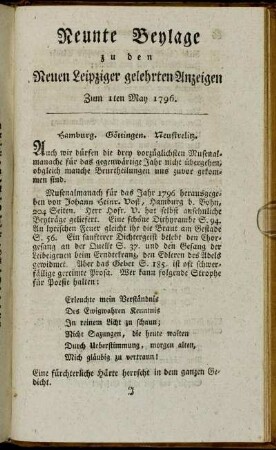 Neunte Beylage
zu den
Neuen Leipziger gelehrten Anzeigen
Zum 1ten May 1796.
Hamburg. Göttingen. Neustrelitz.
Auch wir dürfen die drey vorzüglichsten Musenal-
manache für das gegenwärtige Jahr nicht übergehen,
obgleich manche Beurtheilungen uns zuvor gekom-
men sind.
Musenalmanach für das Jahr 1796 herausgege-
ben von Johann Heinr. Voß, Hamburg b. Bohn,
204 Seiten. Herr Hofr. V. hat selbst ansehnliche
Beyträge geliefert. Eine schöne Dithyrambe S. 94.
An lyrischen Feuer gleicht ihr die Braut am Gestade
S. 56. Ein sanfterer Dichtergeist belebt den Chor-
gesang an der Quelle S. 37. und den Gesang der
Leibeignen beim Erndtekranz, den Edleren des Adels
gewidmet. Aber das Geber S. 155. ist oft schwer-
fällige gereimte Prosa. Wer kann folgende Strophe
für Poesie halten:
Erleuchte mein Verständnis
Des Ewigwahren Kenntnis
In reinem Licht zu schaun;
Nicht Sazungen, die heute walten
Durch Ueberstimmung, morgen alten,
Mich gläubig zu vertraun!
Eine fürchterliche Härte herrscht in dem ganzen Ge-
dicht.
J